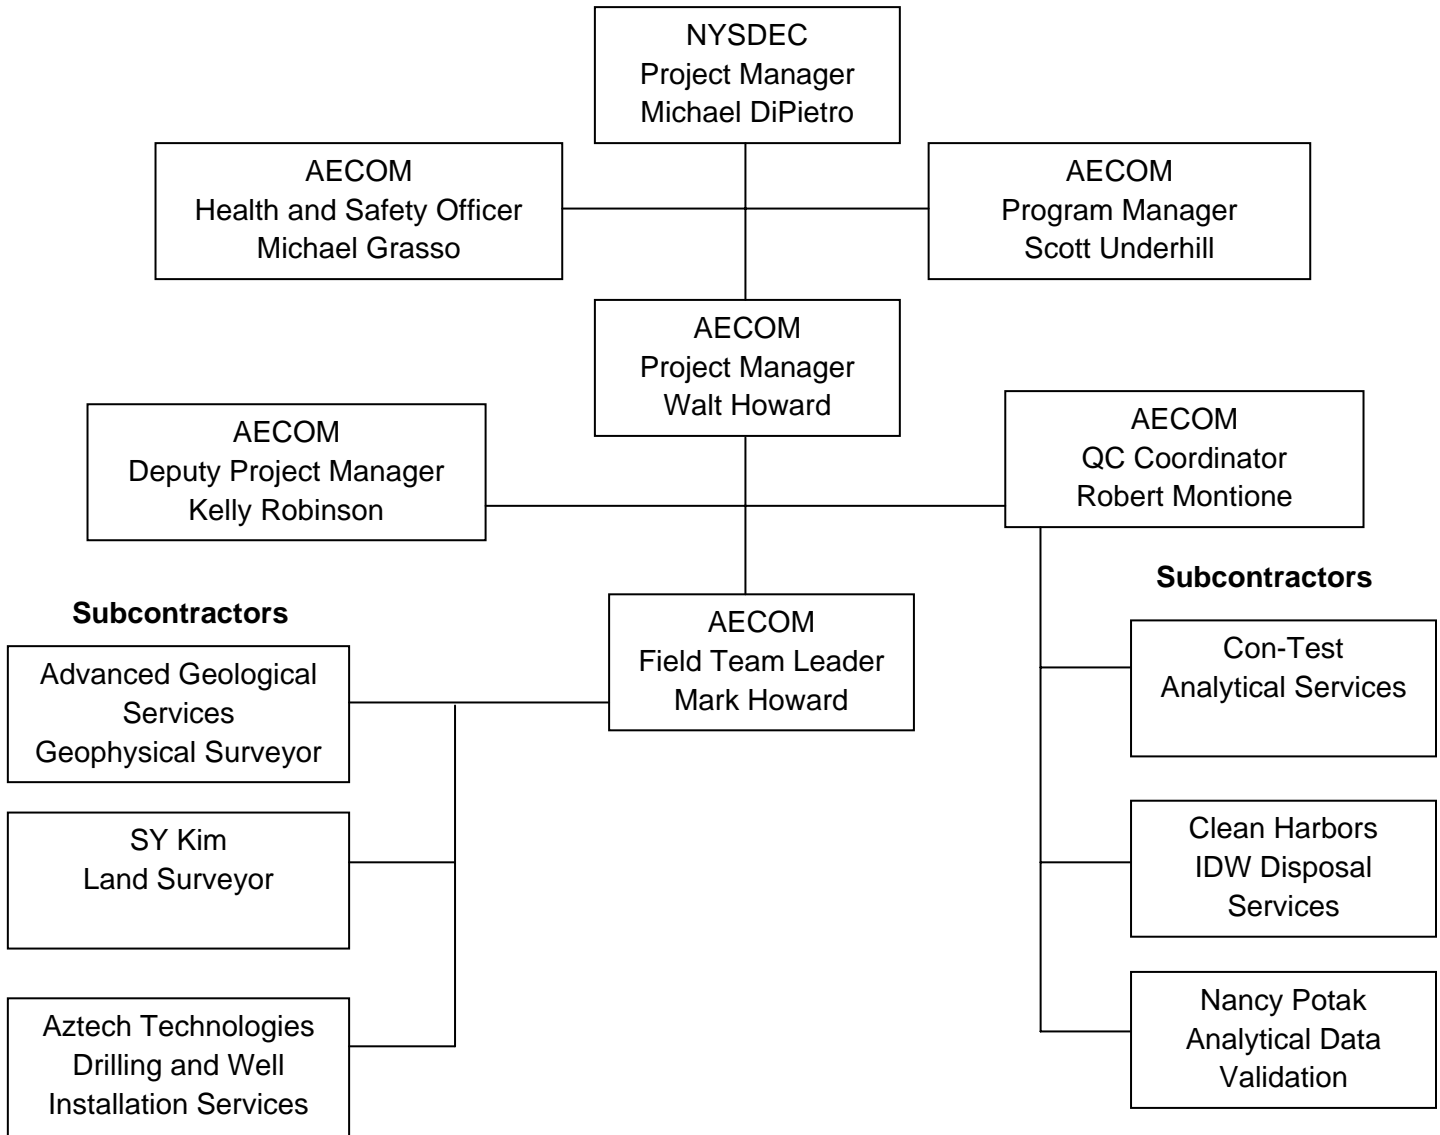 NYSDEC
Project Manager
Michael DiPietro
AECOM
Health and Safety Officer
Michael Grasso
AECOM
Program Manager
Scott Underhill
AECOM
Project Manager
Walt Howard
AECOM
Deputy Project Manager
Kelly Robinson
AECOM
QC Coordinator
Robert Montione
Subcontractors
AECOM
Field Team Leader
Mark Howard
Subcontractors
Advanced Geological
Services
Geophysical Surveyor
SY Kim
Land Surveyor
Aztech Technologies
Drilling and Well
Installation Services
Con-Test
Analytical Services
Clean Harbors
IDW Disposal
Services
Nancy Potak
Analytical Data
Validation